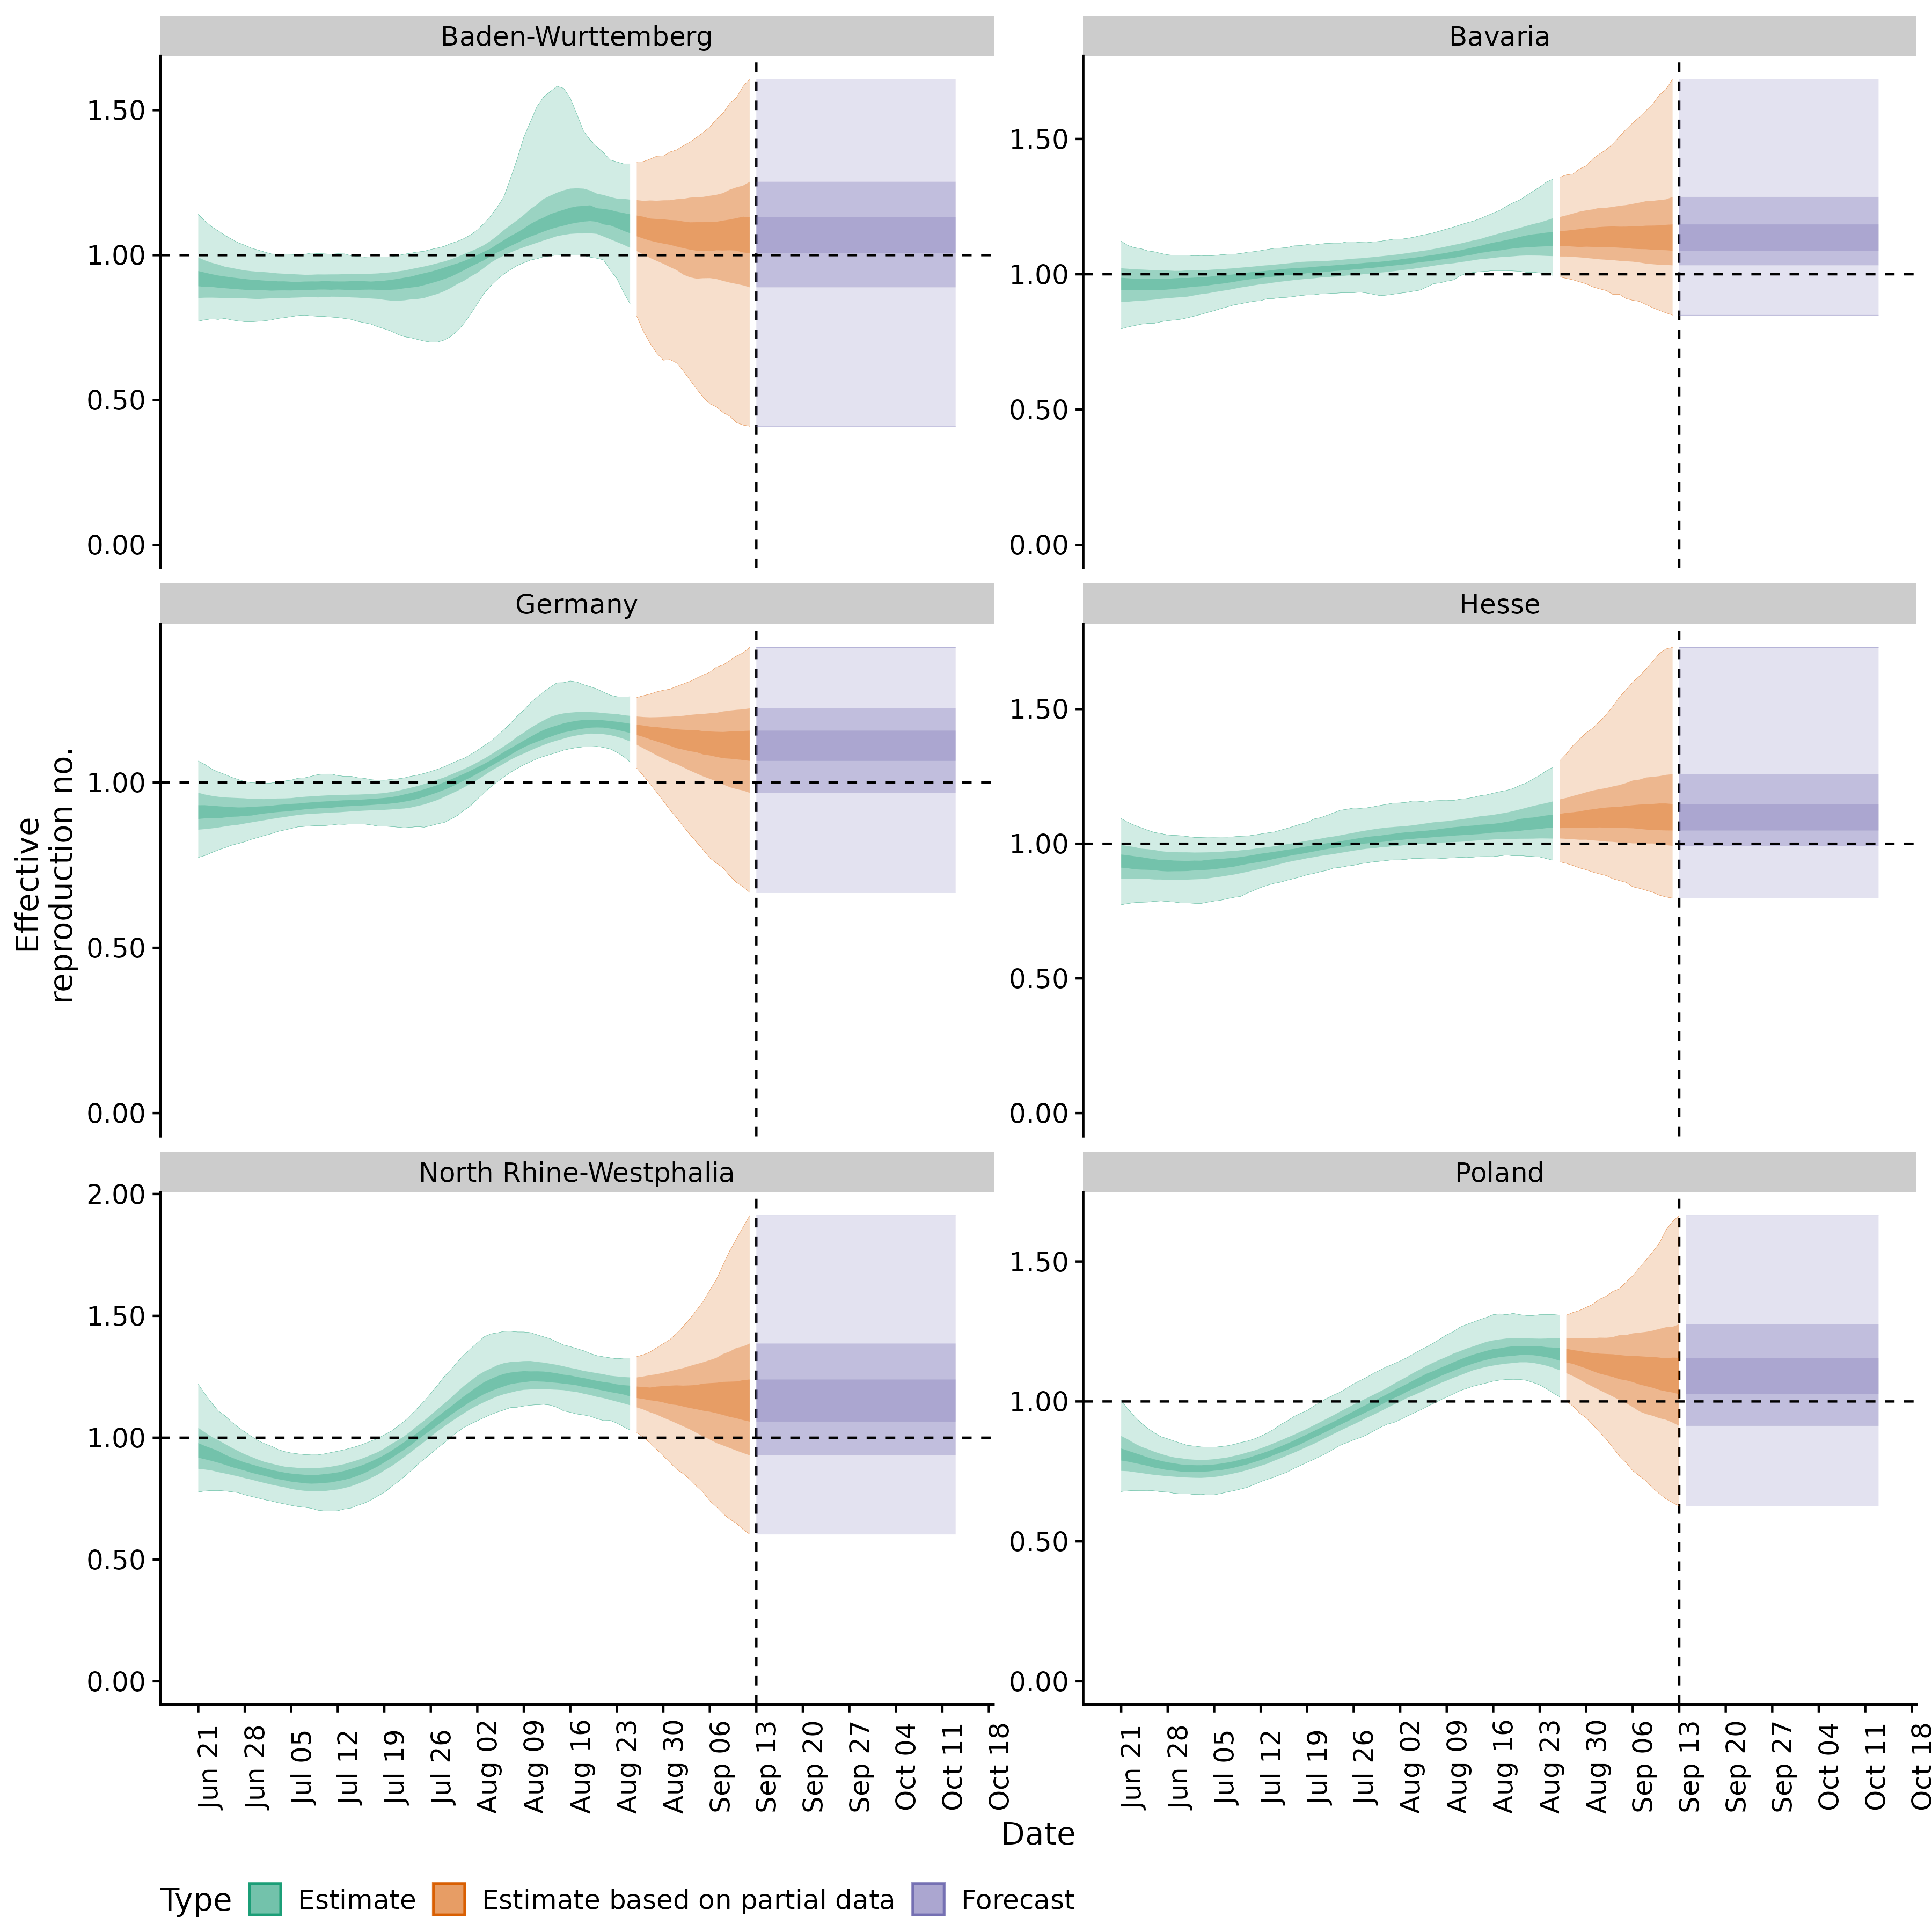 Baden-Wurttemberg
Bavaria
1.50
1.00
0.50
0.00
1.50
1.00
0.50
0.00
Germany
Hesse
1.00
0.50
0.00
1.50
1.00
0.50
0.00
Effective
reproduction no.
North Rhine-Westphalia
Poland
2.00
1.50
1.00
0.50
0.00
1.50
1.00
0.50
0.00
Jun 21
Jun 28
Jul 05
Jul 12
Jul 19
Jul 26
Aug 02
Aug 09
Aug 16
Aug 23
Aug 30
Sep 06
Sep 13
Sep 20
Sep 27
Oct 04
Oct 11
Oct 18
Jun 21
Jun 28
Jul 05
Jul 12
Jul 19
Jul 26
Aug 02
Aug 09
Aug 16
Aug 23
Aug 30
Sep 06
Sep 13
Sep 20
Sep 27
Oct 04
Oct 11
Oct 18
Date
Type Estimate Estimate based on partial data Forecast